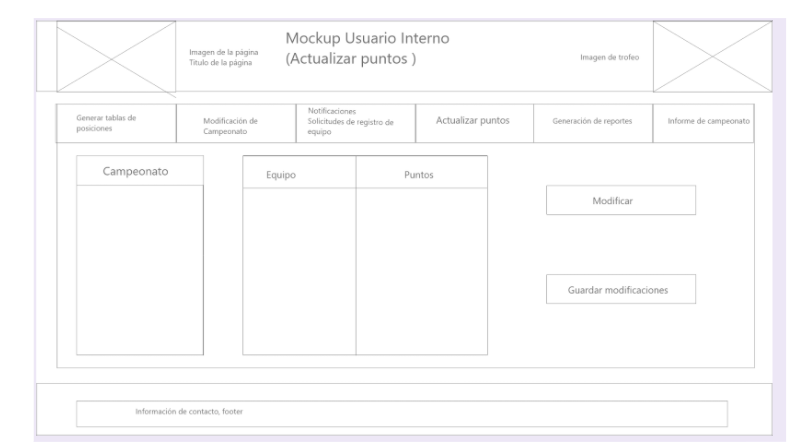 Mockup Usuario Interno
(Actualizar puntos )
Imagen de la página
Titulo de la página
Imagen de trofeo
Generar tablas de
posiciones
Modificación de
Campeonato
Notificaciones
Solicitudes de registro de
equipo
Actualizar puntos
Generación de reportes
Informe de campeonato
Campeonato
Equipo
Puntos
Modificar
Guardar modificaciones
Información de contacto, footer